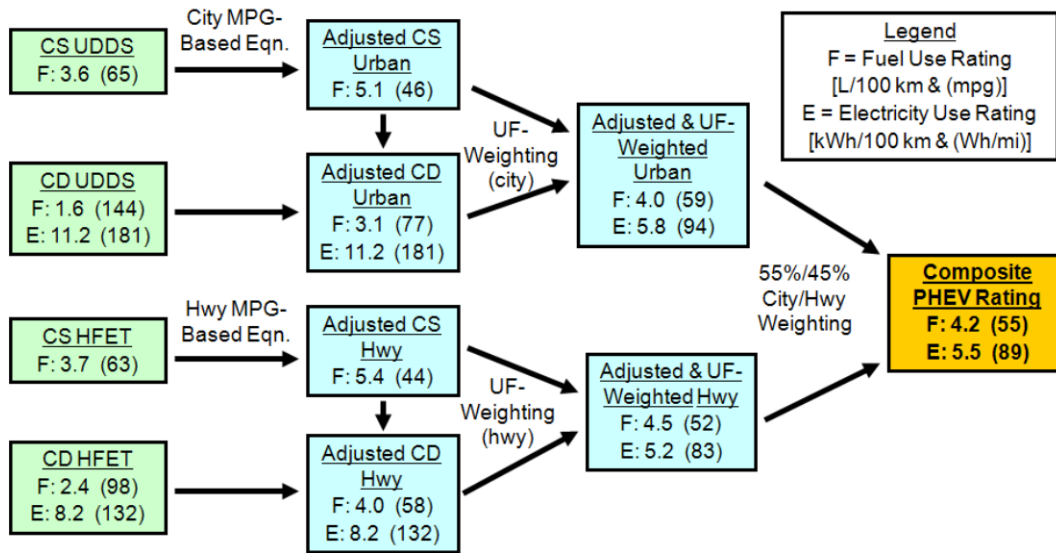 CS UDDS
F: 3.6 (65)
City MPG-
Based Eqn.
Adjusted CS
Urban
F: 5.1 (46)
CD UDDS
F: 1.6 (144)
E: 11.2 (181)
Adjusted CD
Urban
F: 3.1 (77)
E: 11.2 (181)
UF-
Weighting
(city)
Adjusted & UF-
Weighted
Urban
F: 4.0 (59)
E: 5.8 (94)
Legend
F = Fuel Use Rating
[L/100 km & (mpg)]
E = Electricity Use Rating
[kWh/100 km & (Wh/mi)]
CS HFET
F: 3.7 (63)
Hwy MPG-
Based Eqn.
Adjusted CS
Hwy
F: 5.4 (44)
CD HFET
F: 2.4 (98)
E: 8.2 (132)
Adjusted CD
Hwy
F: 4.0 (58)
E: 8.2 (132)
UF-
Weighting
(hwy)
Adjusted & UF-
Weighted Hwy
F: 4.5 (52)
E: 5.2 (83)
55%/45%
City/Hwy
Weighting
Composite
PHEV Rating
F: 4.2 (55)
E: 5.5 (89)